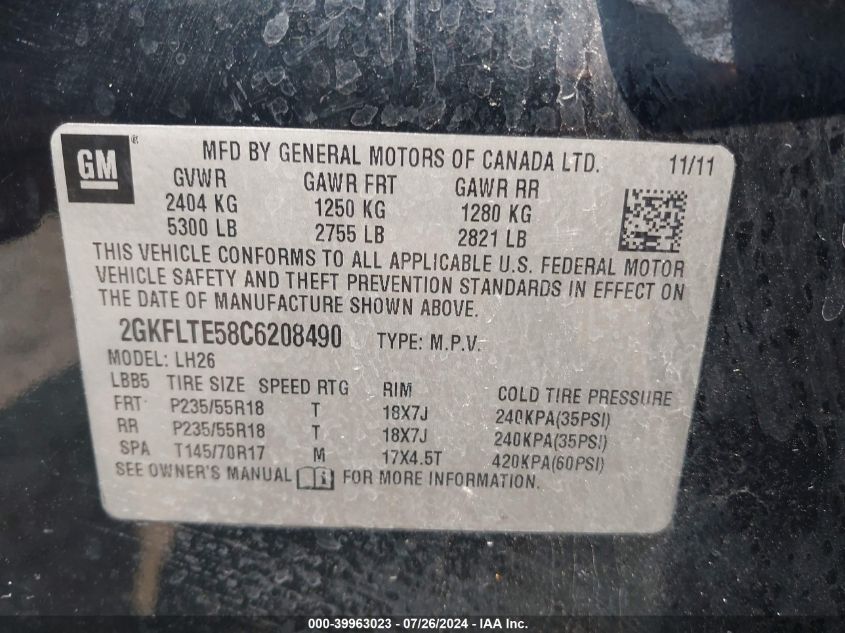 GM ® MFD BY GENERAL MOTORS OF CANADA LTD. 11/11
GVWR GAWR FRT GAWR RR
2404 KG 1250 KG 1280 KG
5300 LB 2755 LB 2821 LB
THIS VEHICLE CONFORMS TO ALL APPLICABLE U.S. FEDERAL MOTOR
VEHICLE SAFETY AND THEFT PREVENTION STANDARDS IN EFFECT ON
THE DATE OF MANUFACTURE SHOWN ABOVE.
2GKFLTE58C6208490 TYPE: M.P.V.
MODEL: LH26
LBB5 TIRE SIZE SPEED RTG RIM COLD TIRE PRESSURE
FRT P235/55R18 T 18X7J 240KPA(35PSI)
RR P235/55R18 T 18X7J 240KPA(35PSI)
SPA T145/70R17 M 17X4.5T 420KPA(60PSI)
SEE OWNER'S MANUAL FOR MORE INFORMATION.
000-39963023 - 07/26/2024 - IAA Inc.